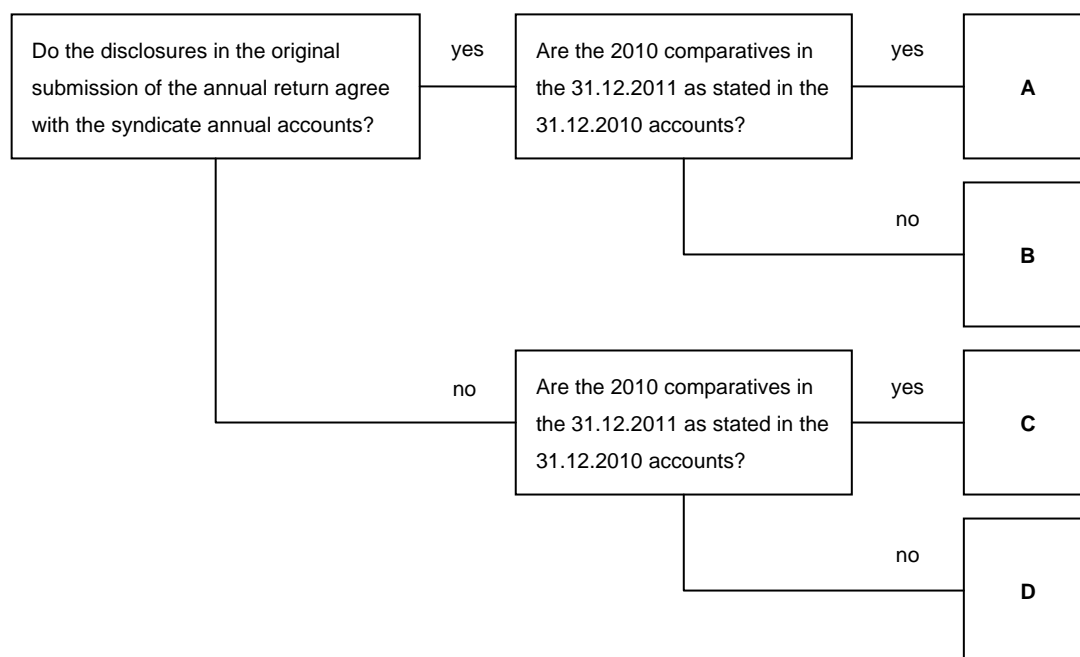 Do the disclosures in the original
submission of the annual return agree
with the syndicate annual accounts?
yes
Are the 2010 comparatives in
the 31.12.2011 as stated in the
31.12.2010 accounts?
yes
A
no
B
no
Are the 2010 comparatives in
the 31.12.2011 as stated in the
31.12.2010 accounts?
yes
C
no
D